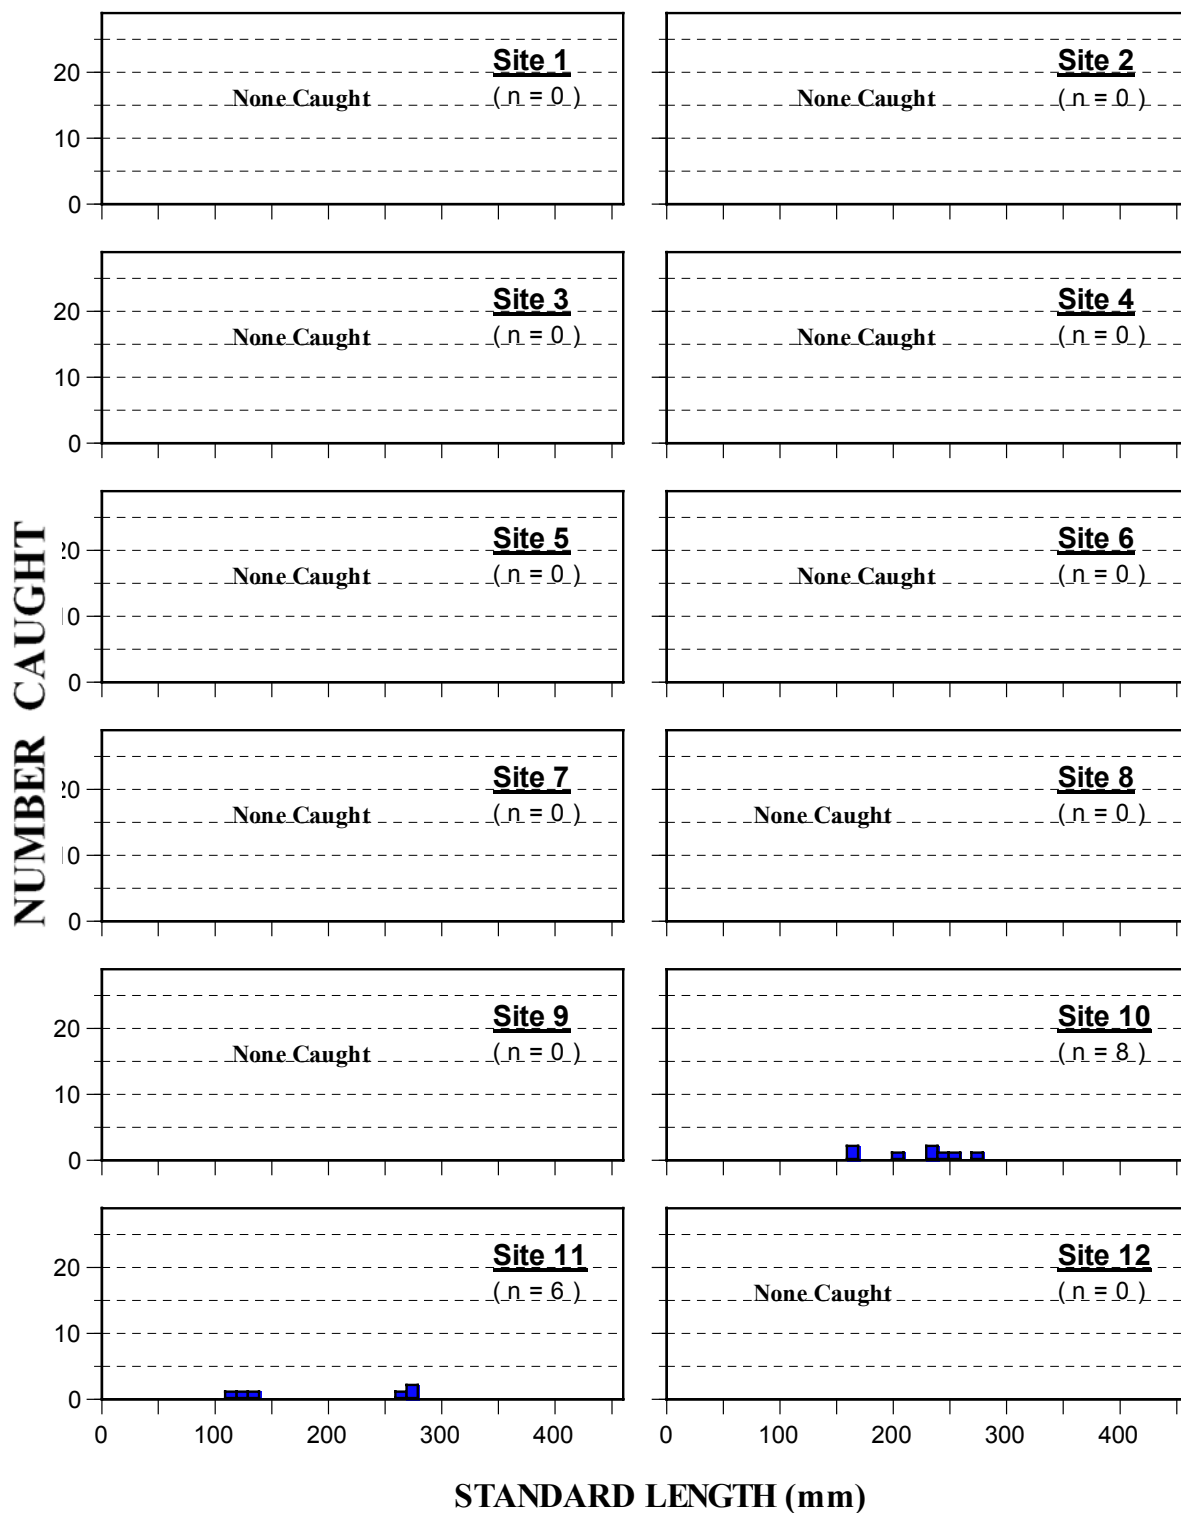 Site 1
Site 2
20
None Caught
( n = 0 )
None Caught
( n = 0 )
10
0
Site 3
Site 4
20
None Caught
( n = 0 )
None Caught
( n = 0 )
10
0
NUMBER CAUGHT
Site 5
Site 6
20
None Caught
( n = 0 )
None Caught
( n = 0 )
10
0
Site 7
Site 8
20
None Caught
( n = 0 )
None Caught
( n = 0 )
10
0
Site 9
Site 10
20
None Caught
( n = 0 )
( n = 8 )
10
0
Site 11
Site 12
20
( n = 6 )
None Caught
( n = 0 )
10
0
0 100 200 300 400
0 100 200 300 400
STANDARD LENGTH (mm)